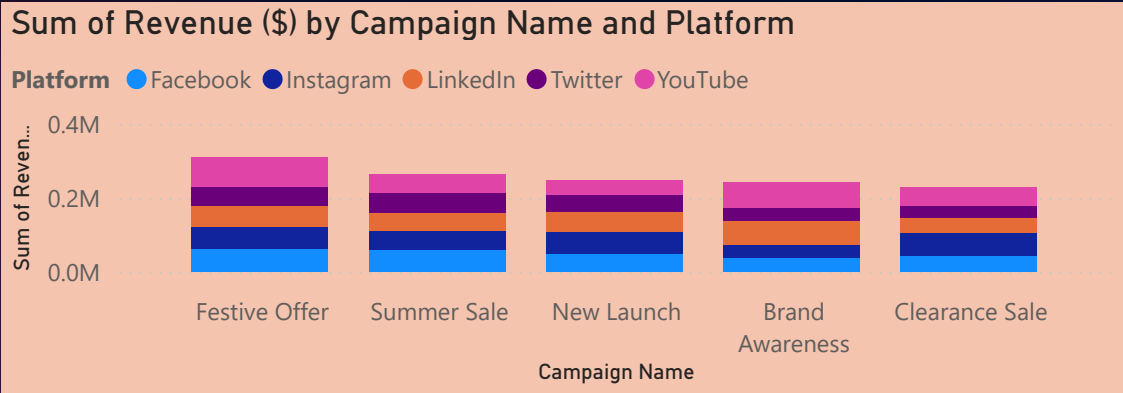 Sum of Revenue ($) by Campaign Name and Platform
Platform Facebook Instagram LinkedIn Twitter YouTube
Sum of Reven...
0.4M
0.2M
0.0M
Festive Offer Summer Sale New Launch Brand Awareness Clearance Sale
Campaign Name